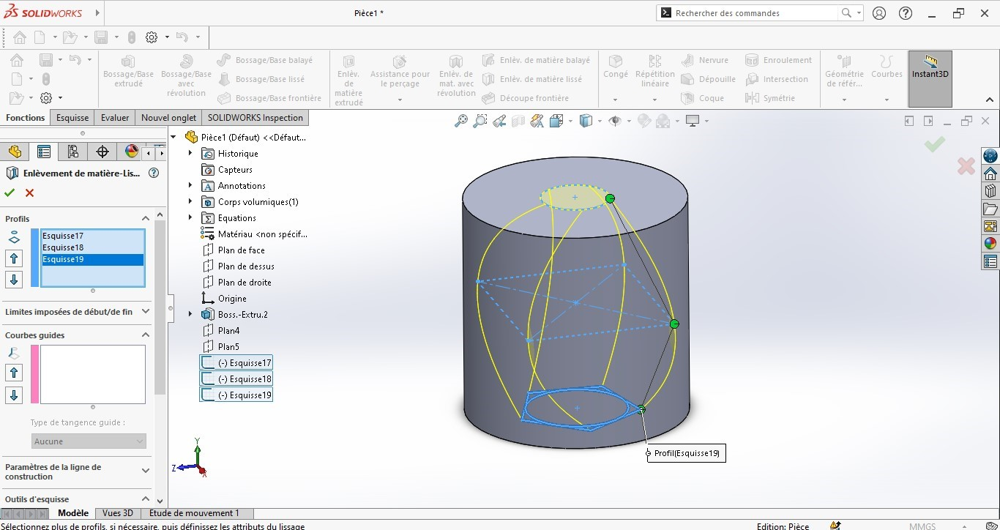 SOLIDWORKS
Pièce1 *
Rechercher des commandes
Bossage/Base
extrudé
Bossage/Base
avec
révolution
Bossage/Base balayé
Bossage/Base lissé
Bossage/Base frontière
Enlèv.
de
matière
extrudé
Assistance pour
le perçage
Enlèv. de
mat. avec
révolution
Enlèv. de matière balayé
Enlèv. de matière lissé
Découpe frontière
Congé
Répétition
linéaire
Nervure
Dépouille
Coque
Enroulement
Intersection
Symétrie
Géométrie
de référ...
Courbes
Instant3D
Fonctions
Esquisse
Evaluer
Nouvel onglet
SOLIDWORKS Inspection
Enlèvement de matière-Lis...
Profils
Esquisse17
Esquisse18
Esquisse19
Limites imposées de début/de fin
Courbes guides
Type de tangence guide :
Aucune
Paramètres de la ligne de
construction
Outils d'esquisse
Pièce1 (Défaut) <<Défaut...
Historique
Capteurs
Annotations
Corps volumiques(1)
Equations
Matériau <non spécif...
Plan de face
Plan de dessus
Plan de droite
Origine
Boss.-Extru.2
Plan4
Plan5
(-) Esquisse17
(-) Esquisse18
(-) Esquisse19
Profil(Esquisse19)
Y
Z
X
Modèle
Vues 3D
Etude de mouvement 1
Sélectionnez plus de profils, si nécessaire, puis définissez les attributs du lissage
Edition: Pièce
MMGS